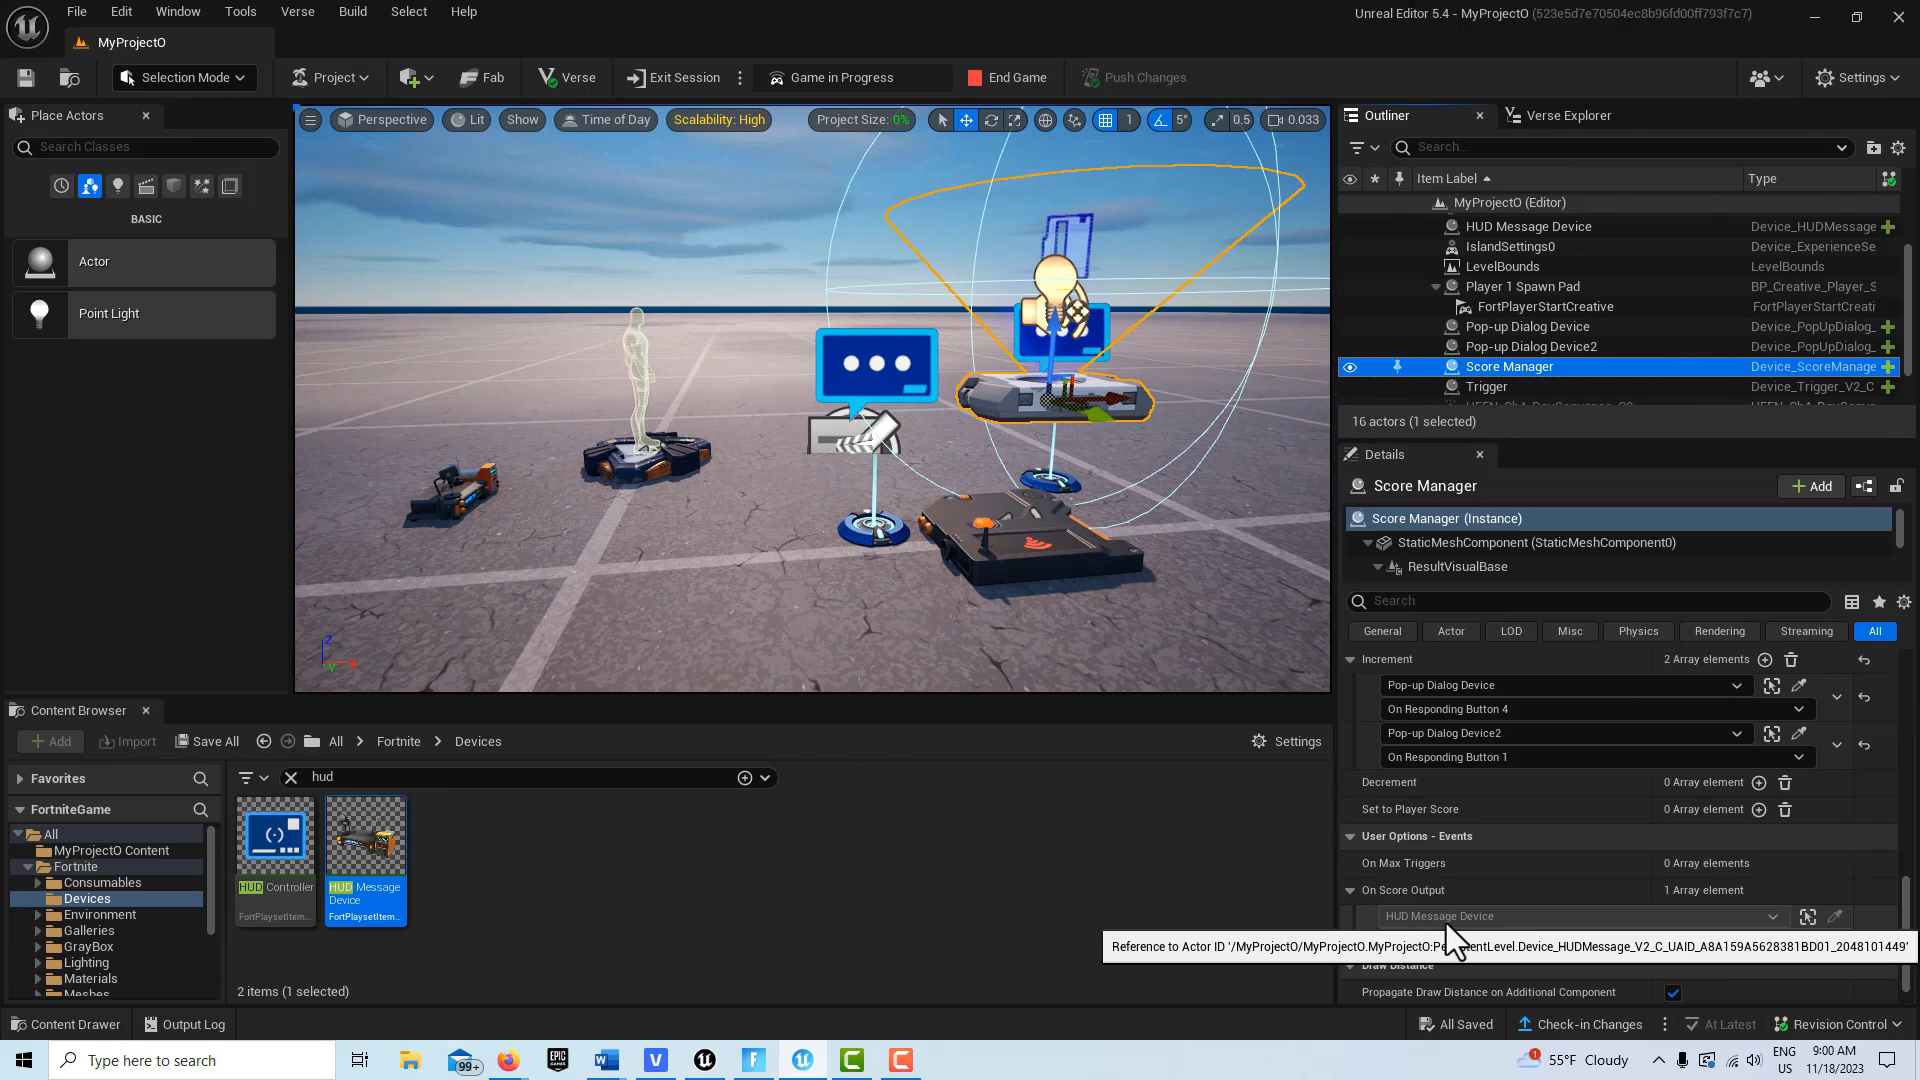 File Edit Window Tools Verse Build Select Help
Unreal Editor 5.4 - MyProjectO (523e5d7e70504ec8b96fd00ff793f7c7)
MyProjectO
Selection Mode
Project
Fab
Verse
Exit Session
Game in Progress
End Game
Push Changes
Settings
Place Actors
Search Classes
BASIC
Actor
Point Light
Perspective
Lit
Show
Time of Day
Scalability: High
Project Size: 0%
1
5°
0.5
0.033
Z
X
Y
Outliner
Verse Explorer
Search...
Item Label
Type
MyProjectO (Editor)
HUD Message Device Device_HUDMessage
IslandSettings0 Device_ExperienceSe
LevelBounds LevelBounds
Player 1 Spawn Pad BP_Creative_Player_S
FortPlayerStartCreative FortPlayerStartCreati
Pop-up Dialog Device Device_PopUpDialog_
Pop-up Dialog Device2 Device_PopUpDialog_
Score Manager Device_ScoreManage
Trigger Device_Trigger_V2_C
16 actors (1 selected)
Details
Score Manager
Add
Score Manager (Instance)
StaticMeshComponent (StaticMeshComponent0)
ResultVisualBase
Search
General Actor LOD Misc Physics Rendering Streaming All
Increment 2 Array elements
Pop-up Dialog Device
On Responding Button 4
Pop-up Dialog Device2
On Responding Button 1
Decrement 0 Array element
Set to Player Score 0 Array element
User Options - Events
On Max Triggers 0 Array elements
On Score Output 1 Array element
HUD Message Device
Draw Distance
Propagate Draw Distance on Additional Component
Content Browser
Add
Import
Save All
All
Fortnite
Devices
Settings
Favorites
FortniteGame
All
MyProjectO Content
Fortnite
Consumables
Devices
Environment
Galleries
GrayBox
Lighting
Materials
Meshes
hud
HUD Controller
FortPlaysetItem...
HUD Message
Device
FortPlaysetItem...
2 items (1 selected)
Content Drawer
Output Log
All Saved
Check-in Changes
At Latest
Revision Control
Type here to search
99+
1
55°F Cloudy
ENG
US
9:00 AM
11/18/2023